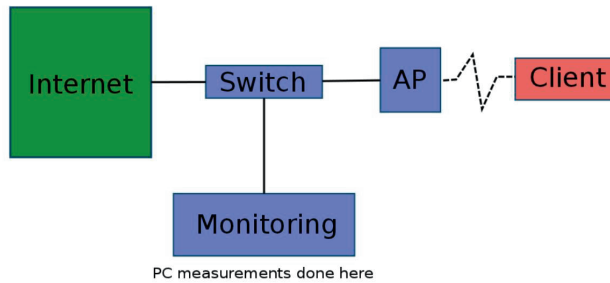 Internet
Switch
AP
Client
Monitoring
PC measurements done here